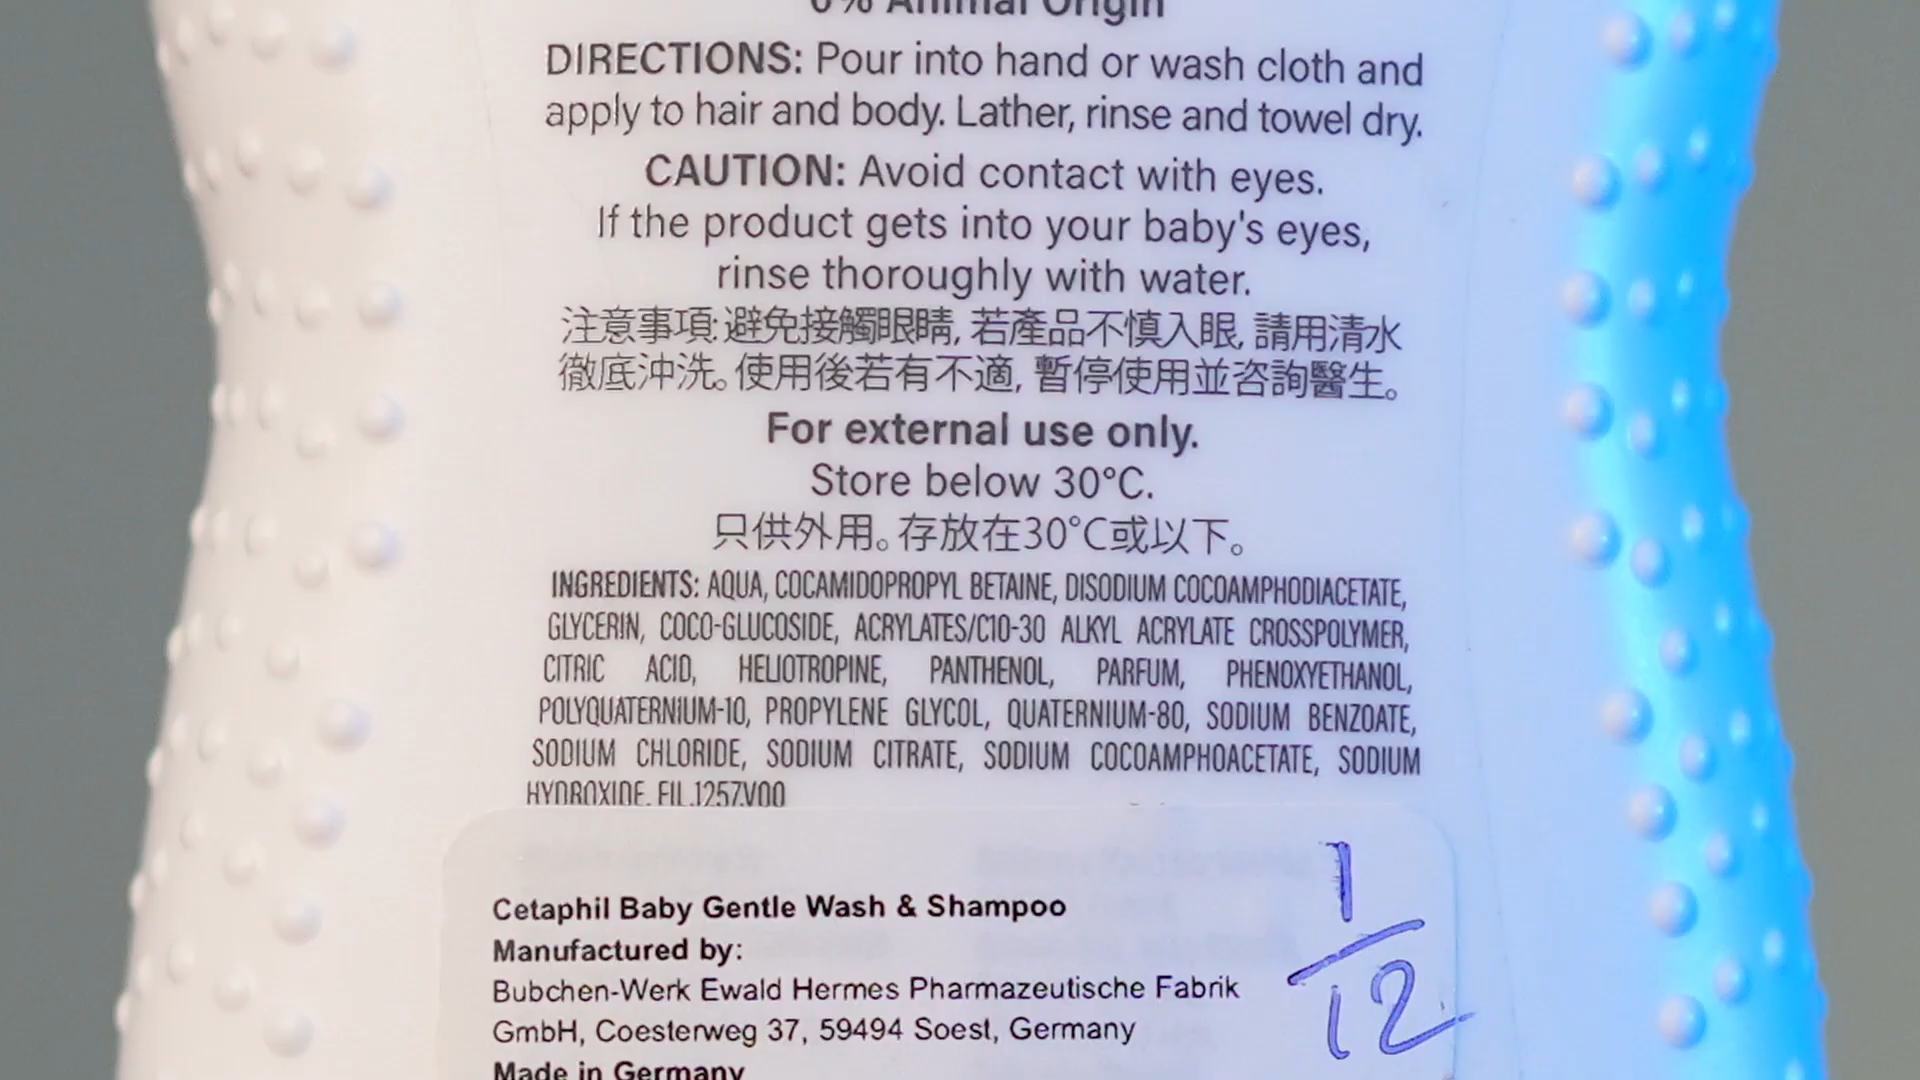 0% Animal Origin
DIRECTIONS: Pour into hand or wash cloth and
apply to hair and body. Lather, rinse and towel dry.
CAUTION: Avoid contact with eyes.
If the product gets into your baby's eyes,
rinse thoroughly with water.
注意事項:避免接觸眼睛,若產品不慎入眼,請用清水
徹底沖洗。使用後若有不適,暫停使用並咨詢醫生。
For external use only.
Store below 30°C.
只供外用。存放在30°C或以下。
INGREDIENTS: AQUA, COCAMIDOPROPYL BETAINE, DISODIUM COCOAMPHODIACETATE,
GLYCERIN, COCO-GLUCOSIDE, ACRYLATES/C10-30 ALKYL ACRYLATE CROSSPOLYMER,
CITRIC ACID, HELIOTROPINE, PANTHENOL, PARFUM, PHENOXYETHANOL,
POLYQUATERNIUM-10, PROPYLENE GLYCOL, QUATERNIUM-80, SODIUM BENZOATE,
SODIUM CHLORIDE, SODIUM CITRATE, SODIUM COCOAMPHOACETATE, SODIUM
HYDROXIDE. FIL.1257.V00
Cetaphil Baby Gentle Wash & Shampoo
Manufactured by:
Bubchen-Werk Ewald Hermes Pharmazeutische Fabrik
GmbH, Coesterweg 37, 59494 Soest, Germany
Made in Germany
1
12